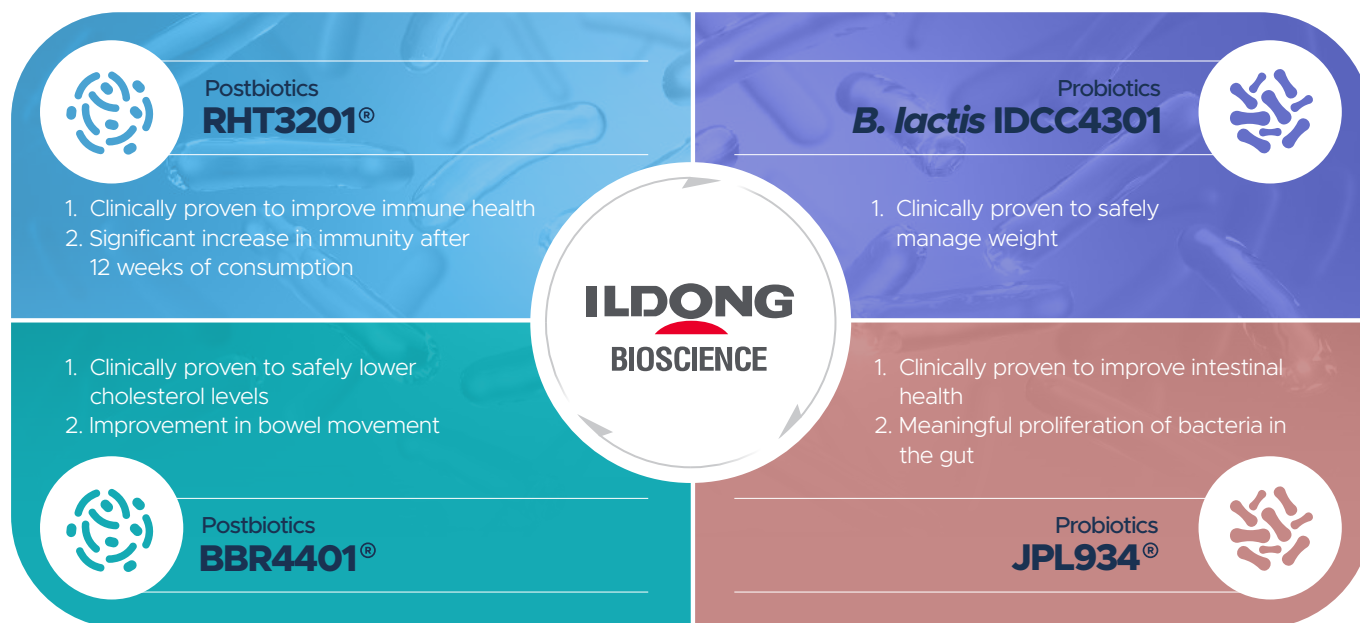 Postbiotics
RHT3201®
1. Clinically proven to improve immune health
2. Significant increase in immunity after
12 weeks of consumption
Probiotics
B. lactis IDCC4301
1. Clinically proven to safely
manage weight
ILDONG
BIOSCIENCE
1. Clinically proven to safely lower
cholesterol levels
2. Improvement in bowel movement
Postbiotics
BBR4401®
1. Clinically proven to improve intestinal
health
2. Meaningful proliferation of bacteria in
the gut
Probiotics
JPL934®